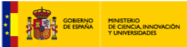 GOBIERNO
DE ESPAÑA
MINISTERIO
DE CIENCIA, INNOVACIÓN
Y UNIVERSIDADES